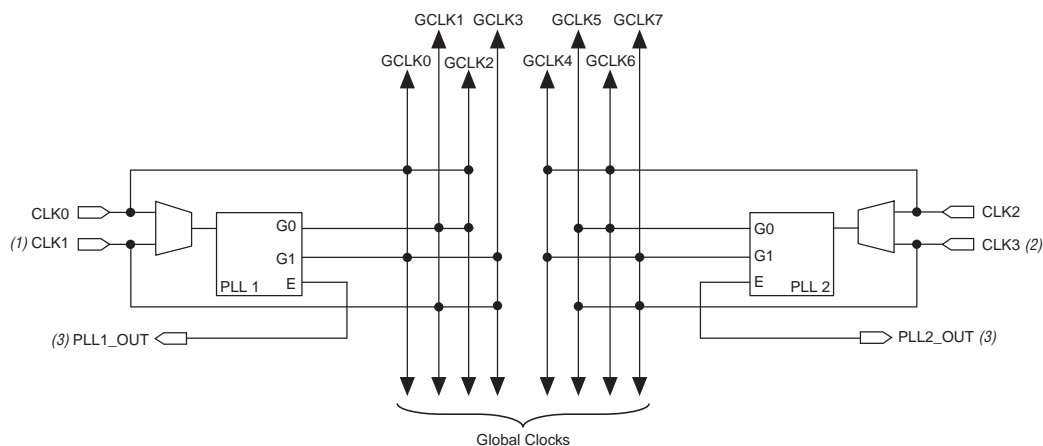 GCLK1 GCLK3 GCLK5 GCLK7
GCLK0 GCLK2 GCLK4 GCLK6
CLK0 G0 G0 CLK2
(1) CLK1 G1 G1 CLK3 (2)
PLL 1 E E PLL 2
(3) PLL1_OUT PLL2_OUT (3)
Global Clocks